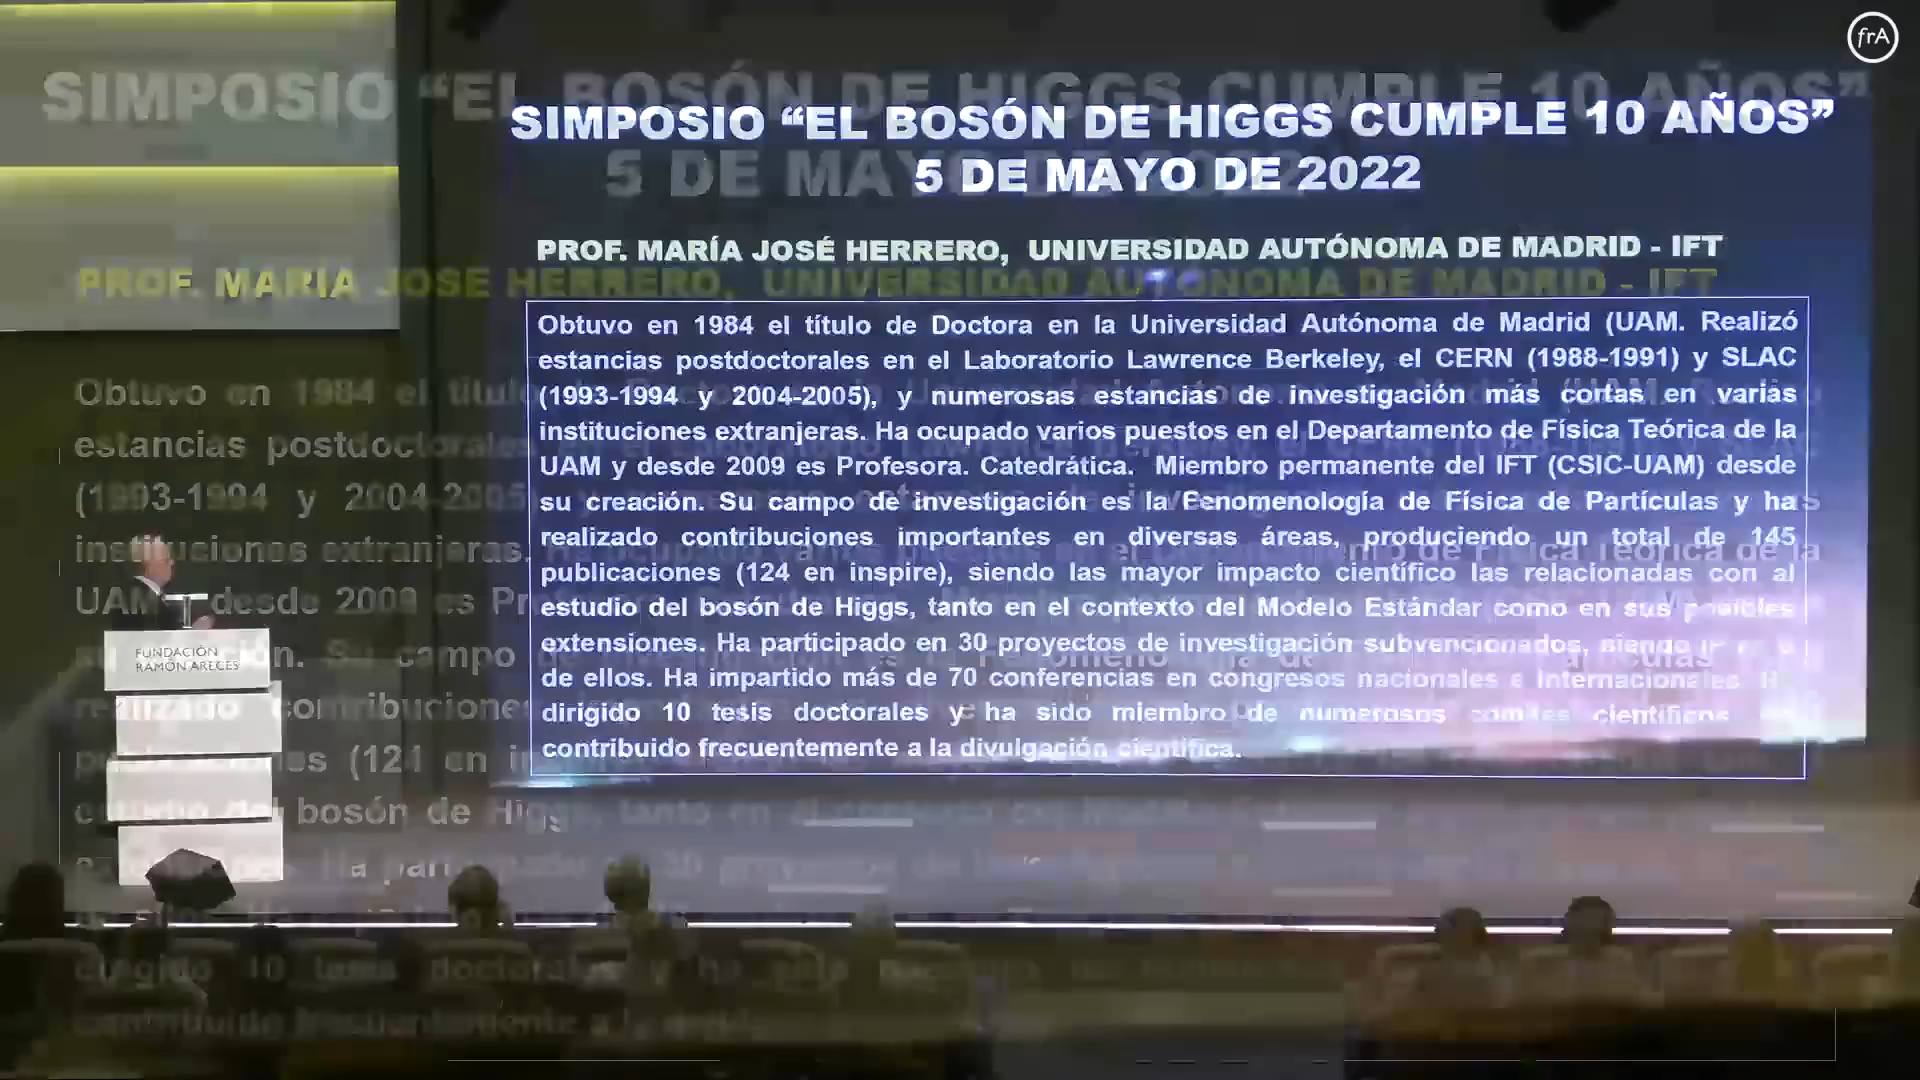 frA
SIMPOSIO “EL BOSÓN DE HIGGS CUMPLE 10 AÑOS”
5 DE MAYO DE 2022
PROF. MARÍA JOSÉ HERRERO, UNIVERSIDAD AUTÓNOMA DE MADRID - IFT
Obtuvo en 1984 el título de Doctora en la Universidad Autónoma de Madrid (UAM. Realizó
estancias postdoctorales en el Laboratorio Lawrence Berkeley, el CERN (1988-1991) y SLAC
(1993-1994 y 2004-2005), y numerosas estancias de investigación más cortas en varias
instituciones extranjeras. Ha ocupado varios puestos en el Departamento de Física Teórica de la
UAM y desde 2009 es Profesora. Catedrática. Miembro permanente del IFT (CSIC-UAM) desde
su creación. Su campo de investigación es la Fenomenología de Física de Partículas y ha
realizado contribuciones importantes en diversas áreas, produciendo un total de 145
publicaciones (124 en inspire), siendo las mayor impacto científico las relacionadas con al
estudio del bosón de Higgs, tanto en el contexto del Modelo Estándar como en sus posibles
extensiones. Ha participado en 30 proyectos de investigación subvencionados, siendo
de ellos. Ha impartido más de 70 conferencias en congresos nacionales e internacionales.
dirigido 10 tesis doctorales y ha sido miembro de numerosos comités científicos
contribuido frecuentemente a la divulgación científica.
FUNDACIÓN
RAMÓN ARECES